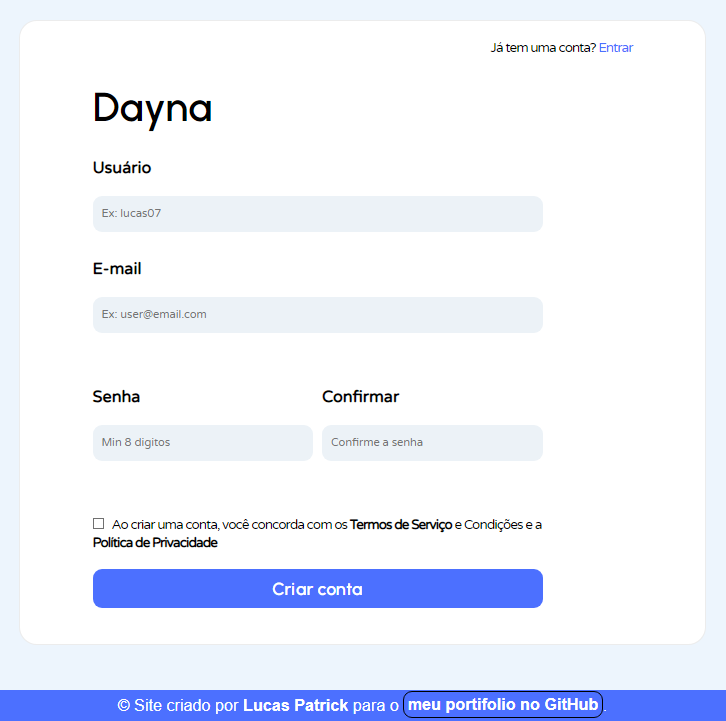 Já tem uma conta? Entrar
Dayna
Usuário
Ex: lucas07
E-mail
Ex: user@email.com
Senha Confirmar
Min 8 digitos Confirme a senha
Ao criar uma conta, você concorda com os Termos de Serviço e Condições e a
Política de Privacidade
Criar conta
© Site criado por Lucas Patrick para o meu portifolio no GitHub.